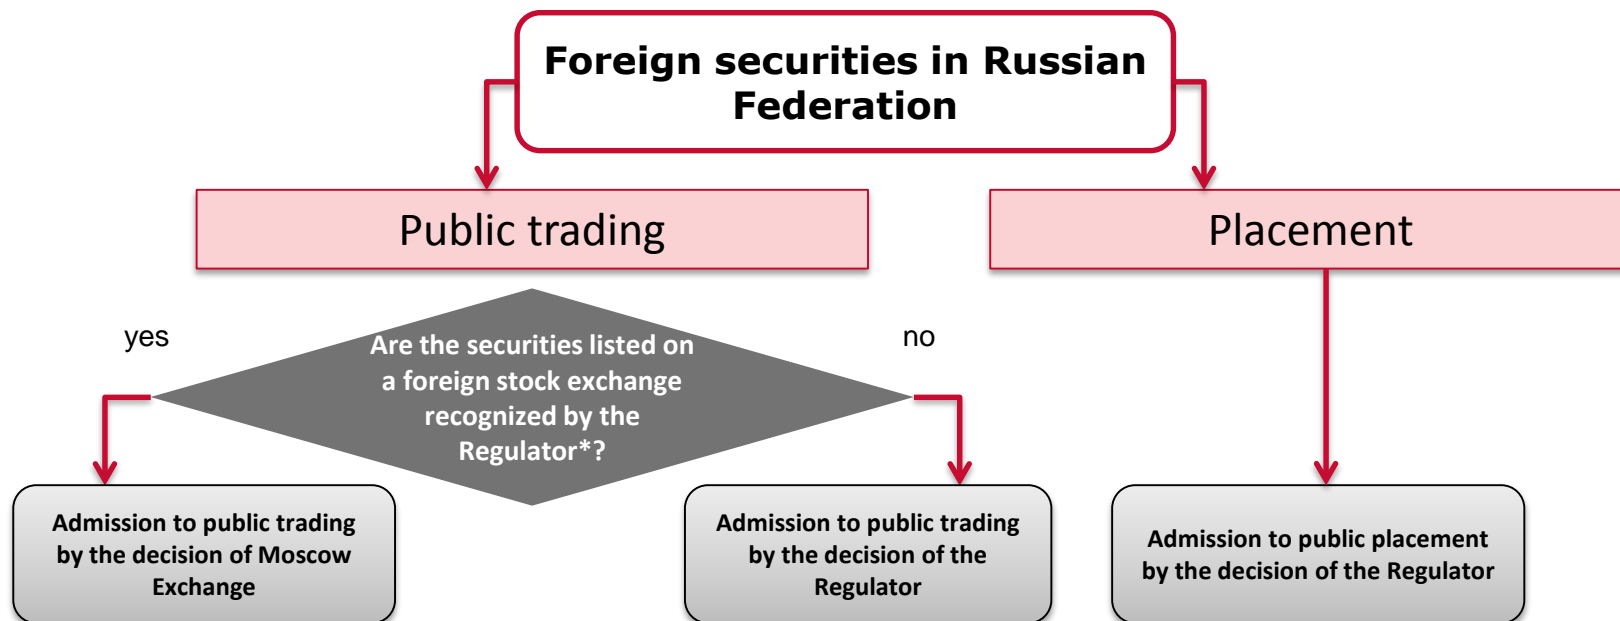 Foreign securities in Russian
Federation
Public trading
Placement
yes
no
Are the securities listed on
a foreign stock exchange
recognized by the
Regulator*?
Admission to public trading
by the decision of Moscow
Exchange
Admission to public trading
by the decision of the
Regulator
Admission to public placement
by the decision of the Regulator